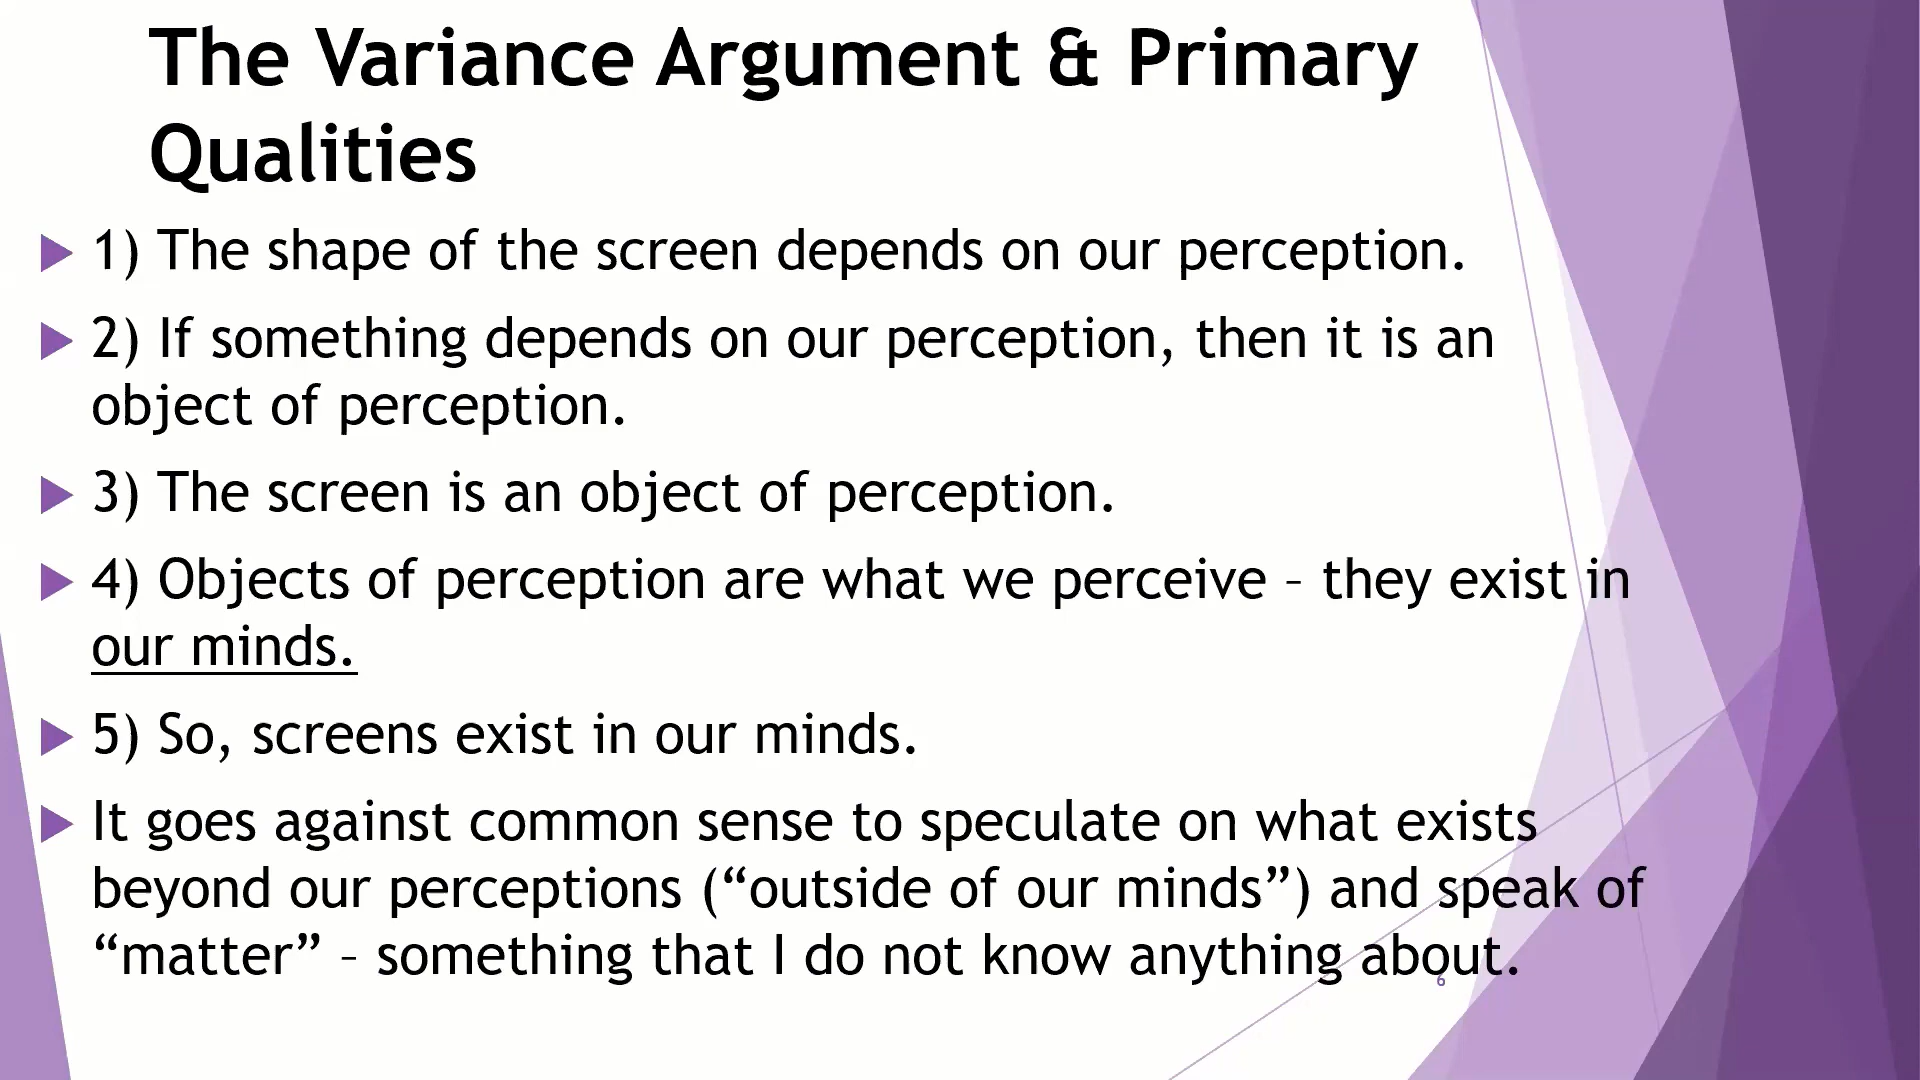 The Variance Argument & Primary
Qualities
1) The shape of the screen depends on our perception.
2) If something depends on our perception, then it is an
object of perception.
3) The screen is an object of perception.
4) Objects of perception are what we perceive – they exist in
our minds.
5) So, screens exist in our minds.
It goes against common sense to speculate on what exists
beyond our perceptions (“outside of our minds”) and speak of
“matter” – something that I do not know anything about.
6